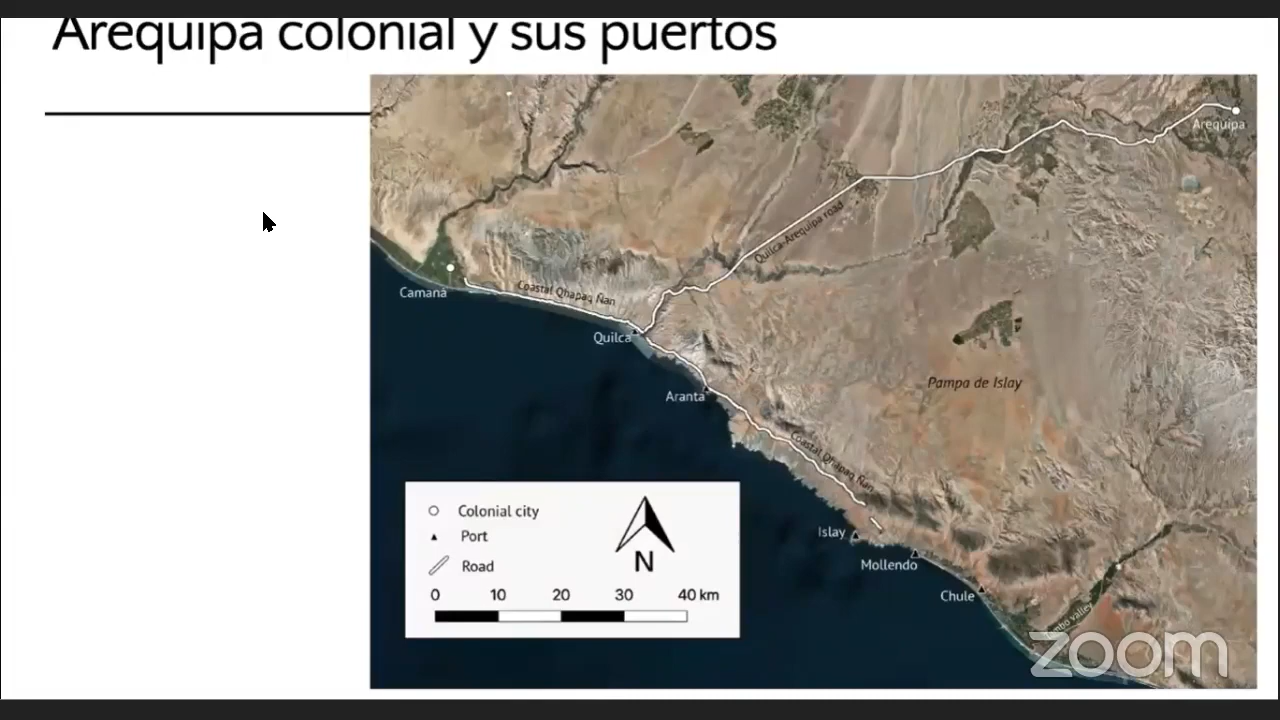 Arequipa colonial y sus puertos
Arequipa
Quilca-Arequipa road
Camaná
Coastal Qhapaq Ñan
Quilca
Aranta
Pampa de Islay
Coastal Qhapaq Ñan
Islay
Mollendo
Chule
valley
Colonial city
Port
Road
N
0 10 20 30 40 km
zoom